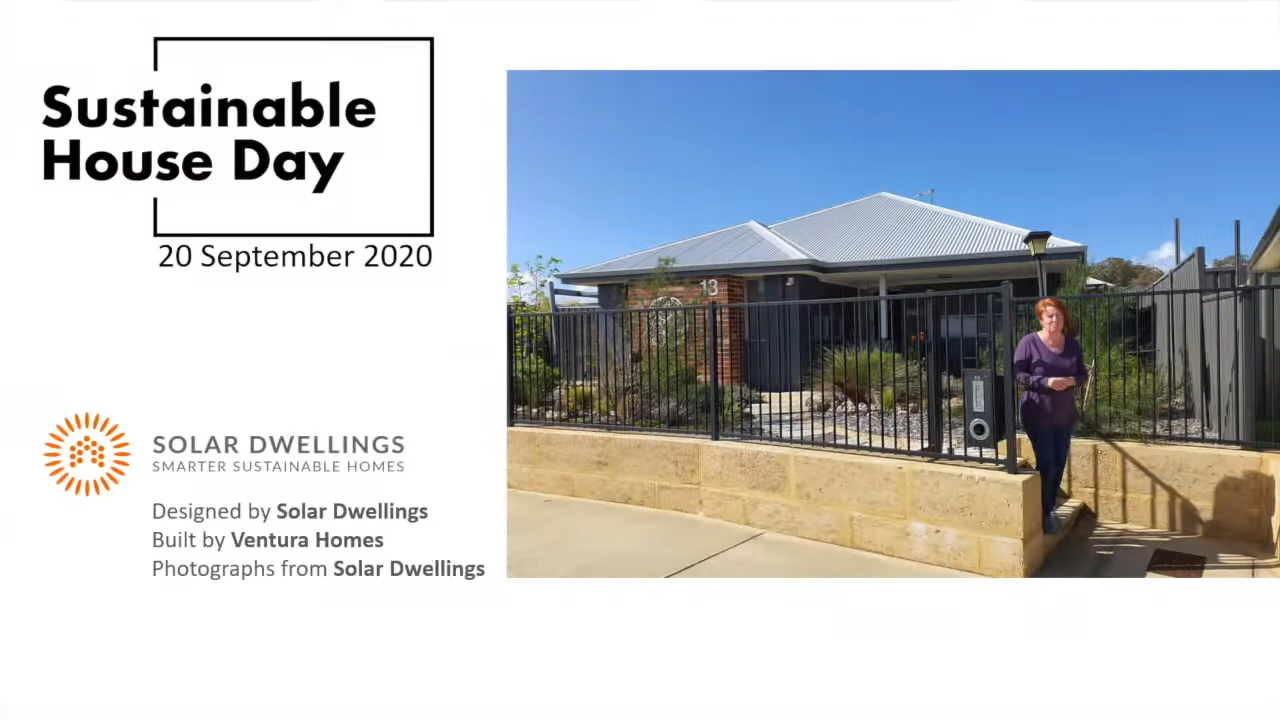 Sustainable
House Day
20 September 2020
13
SOLAR DWELLINGS
SMARTER SUSTAINABLE HOMES
Designed by Solar Dwellings
Built by Ventura Homes
Photographs from Solar Dwellings